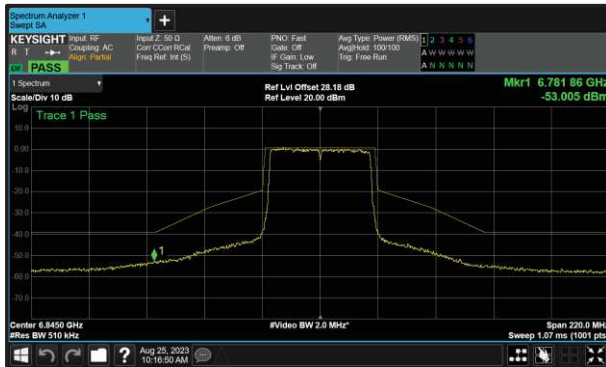 Spectrum Analyzer 1
Swept SA
+
KEYSIGHT Input: RF
R T Coupling: AC
Align: Partial
Input Z: 50 Ω
Corr CCorr RCal
Freq Ref: Int (S)
Atten: 6 dB
Preamp: Off
PNO: Fast
Gate: Off
IF Gain: Low
Sig Track: Off
Avg Type: Power (RMS)
Avg|Hold: 100/100
Trig: Free Run
1 2 3 4 5 6
A W W W W W
A N N N N N
PASS
1 Spectrum
Scale/Div 10 dB
Ref Lvl Offset 28.18 dB
Ref Level 20.00 dBm
Mkr1 6.781 86 GHz
-53.005 dBm
Log
Trace 1 Pass
10.0
0.00
-10.0
-20.0
-30.0
-40.0
-50.0
-60.0
-70.0
1
Center 6.8450 GHz
#Res BW 510 kHz
#Video BW 2.0 MHz*
Span 220.0 MHz
Sweep 1.07 ms (1001 pts)
?
Aug 25, 2023
10:16:50 AM